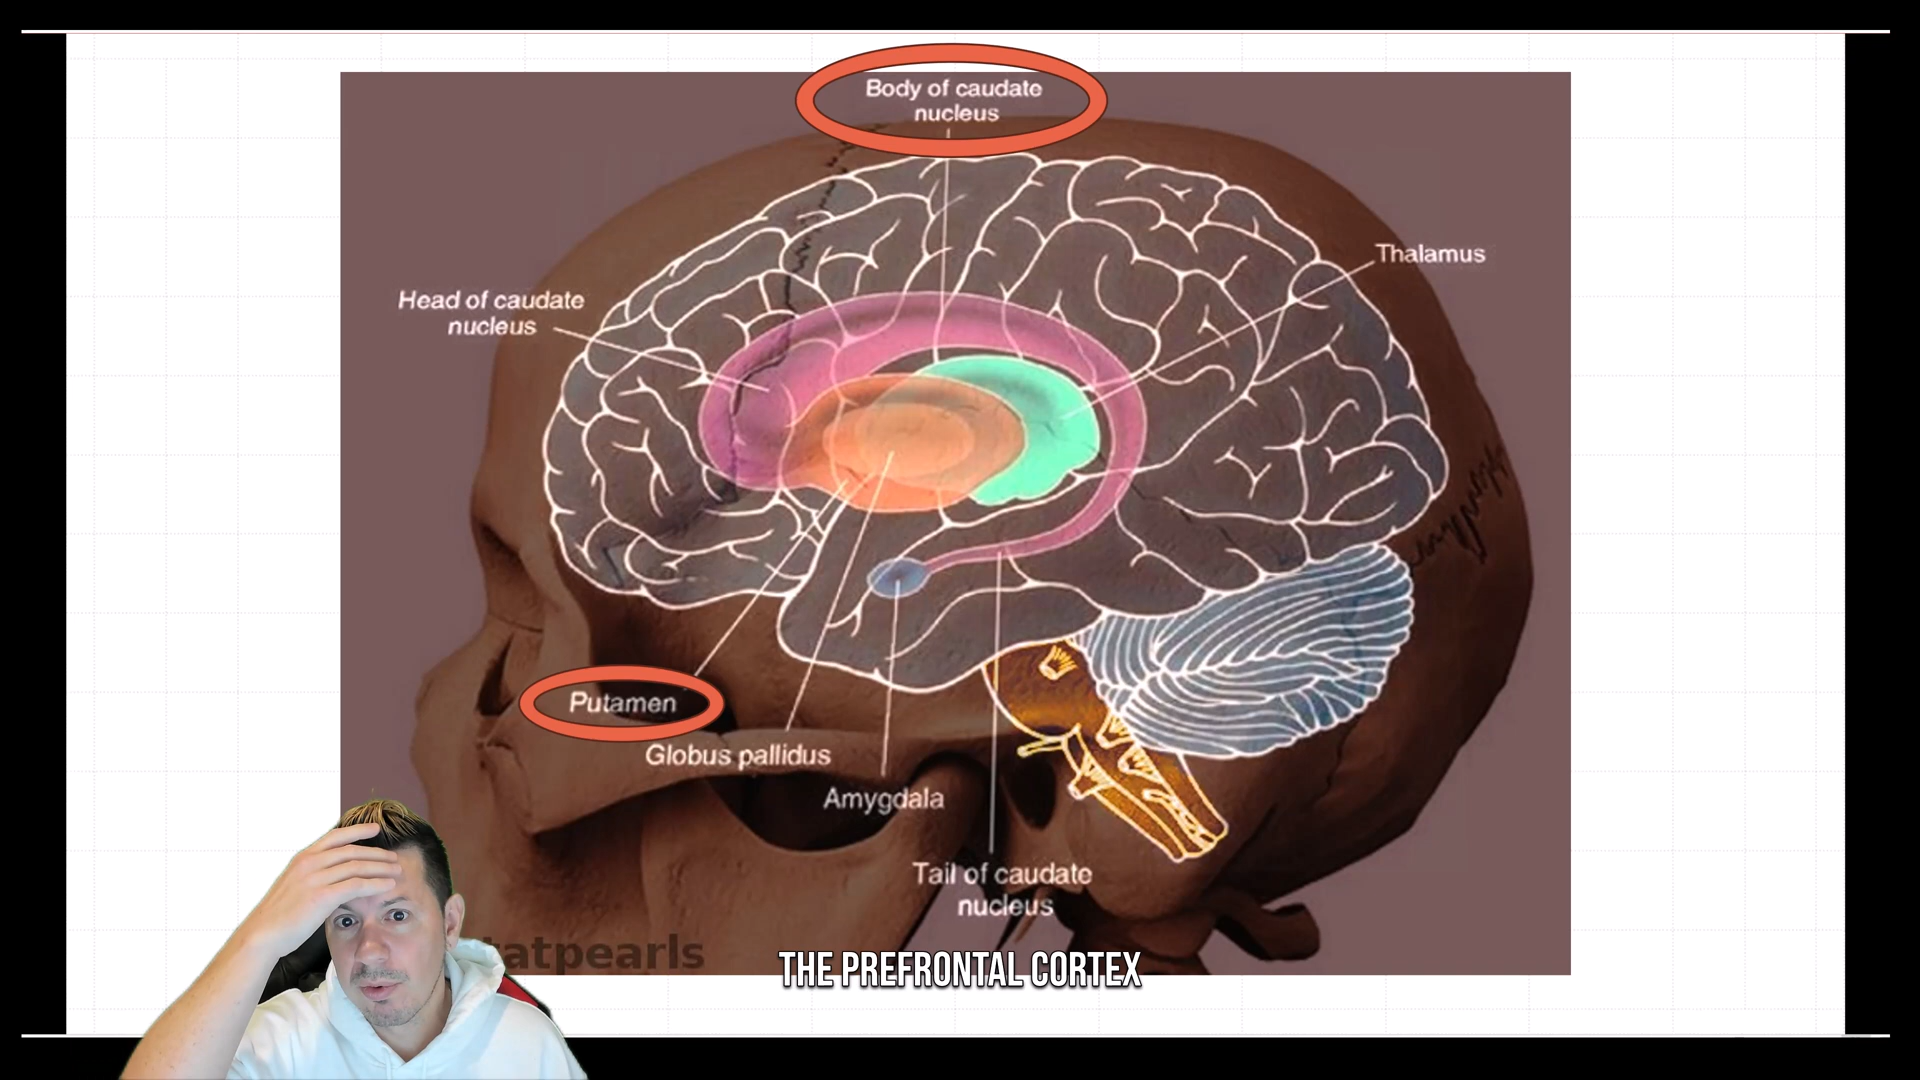 Body of caudate
nucleus
Thalamus
Head of caudate
nucleus
Putamen
Globus pallidus
Amygdala
Tail of caudate
nucleus
tatpearls
THE PREFRONTAL CORTEX